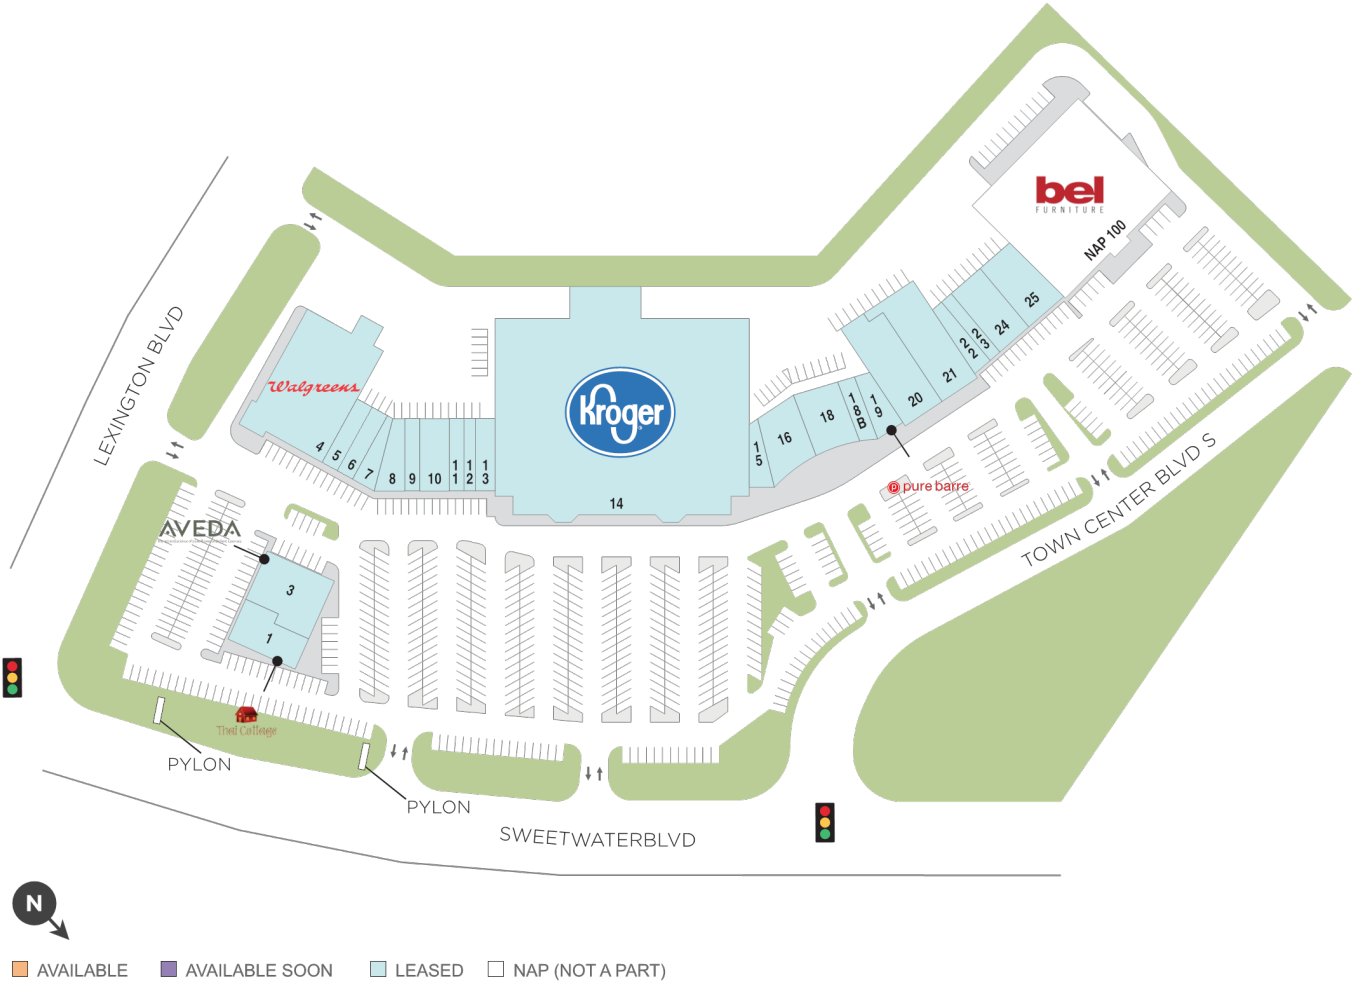 bel
FURNITURE
NAP 100
LEXINGTON BLVD
Walgreens
Kroger
4
5
6
7
8
9
10
11
12
13
14
15
16
18
18B
19
20
21
22
23
24
25
pure barre
TOWN CENTER BLVD S
AVEDA
3
1
Thai Cottage
PYLON
PYLON
SWEETWATERBLVD
N
AVAILABLE
AVAILABLE SOON
LEASED
NAP (NOT A PART)